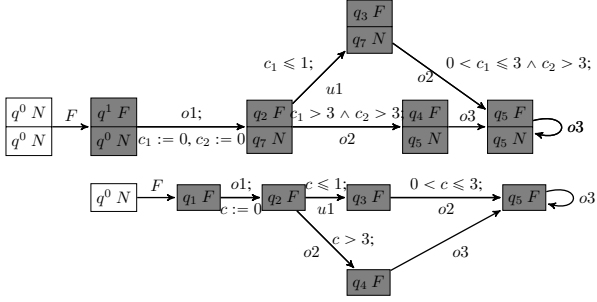 q₃ F
q₇ N
c₁ ⩽ 1;
u1
0 < c₁ ⩽ 3 ∧ c₂ > 3;
o2
q⁰ N
q⁰ N
F
q¹ F
q⁰ N
o1;
c₁ := 0, c₂ := 0
q₂ F
q₇ N
c₁ > 3 ∧ c₂ > 3;
o2
q₄ F
q₅ N
o3
q₅ F
q₅ N
o3
q⁰ N
F
q₁ F
o1;
c := 0
q₂ F
c ⩽ 1;
u1
q₃ F
0 < c ⩽ 3;
o2
q₅ F
o3
c > 3;
o2
o3
q₄ F